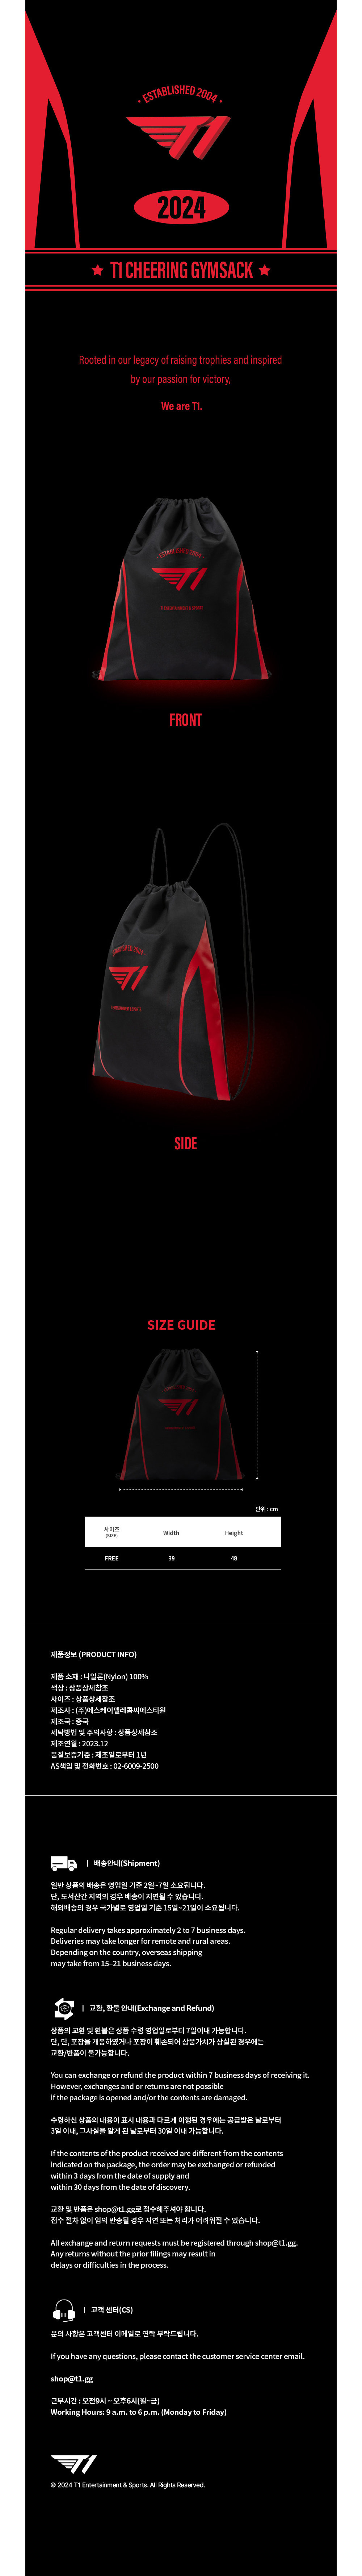 · ESTABLISHED 2004 ·
T1
2024
★ T1 CHEERING GYMSACK ★
Rooted in our legacy of raising trophies and inspired
by our passion for victory,
We are T1.
ESTABLISHED 2004
T1
T1 ENTERTAINMENT & SPORTS
FRONT
ESTABLISHED 2004
T1
T1 ENTERTAINMENT & SPORTS
SIDE
SIZE GUIDE
T1
단위 : cm
사이즈 Width Height
(SIZE)
FREE 39 48
제품정보 (PRODUCT INFO)
제품 소재 : 나일론(Nylon) 100%
색상 : 상품상세참조
사이즈 : 상품상세참조
제조사 : (주)에스케이텔레콤씨에스티원
제조국 : 중국
세탁방법 및 주의사항 : 상품상세참조
제조연월 : 2023.12
품질보증기준 : 제조일로부터 1년
AS책임 및 전화번호 : 02-6009-2500
| 배송안내(Shipment)
일반 상품의 배송은 영업일 기준 2일~7일 소요됩니다.
단, 도서산간 지역의 경우 배송이 지연될 수 있습니다.
해외배송의 경우 국가별로 영업일 기준 15일~21일이 소요됩니다.
Regular delivery takes approximately 2 to 7 business days.
Deliveries may take longer for remote and rural areas.
Depending on the country, overseas shipping
may take from 15–21 business days.
| 교환, 환불 안내(Exchange and Refund)
상품의 교환 및 환불은 상품 수령 영업일로부터 7일이내 가능합니다.
단, 단, 포장을 개봉하였거나 포장이 훼손되어 상품가치가 상실된 경우에는
교환/반품이 불가능합니다.
You can exchange or refund the product within 7 business days of receiving it.
However, exchanges and or returns are not possible
if the package is opened and/or the contents are damaged.
수령하신 상품의 내용이 표시 내용과 다르게 이행된 경우에는 공급받은 날로부터
3일 이내, 그사실을 알게 된 날로부터 30일 이내 가능합니다.
If the contents of the product received are different from the contents
indicated on the package, the order may be exchanged or refunded
within 3 days from the date of supply and
within 30 days from the date of discovery.
교환 및 반품은 shop@t1.gg로 접수해주셔야 합니다.
접수 절차 없이 임의 반송될 경우 지연 또는 처리가 어려워질 수 있습니다.
All exchange and return requests must be registered through shop@t1.gg.
Any returns without the prior filings may result in
delays or difficulties in the process.
| 고객 센터(CS)
문의 사항은 고객센터 이메일로 연락 부탁드립니다.
If you have any questions, please contact the customer service center email.
shop@t1.gg
근무시간 : 오전9시 – 오후6시(월~금)
Working Hours: 9 a.m. to 6 p.m. (Monday to Friday)
T1
© 2024 T1 Entertainment & Sports. All Rights Reserved.